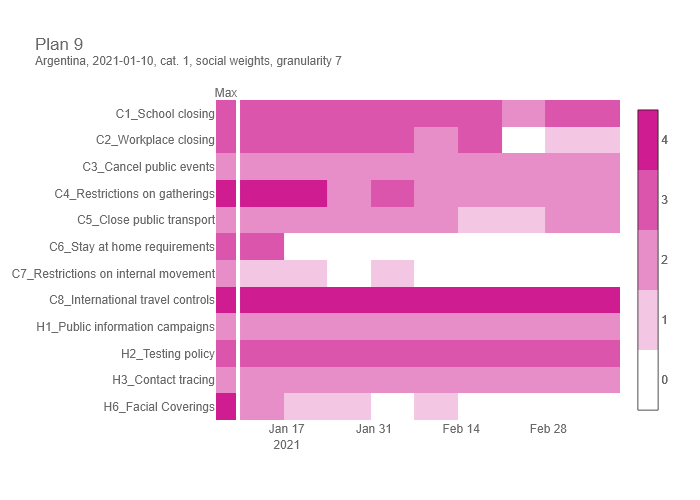 Plan 9
Argentina, 2021-01-10, cat. 1, social weights, granularity 7
Max
C1_School closing
C2_Workplace closing
C3_Cancel public events
C4_Restrictions on gatherings
C5_Close public transport
C6_Stay at home requirements
C7_Restrictions on internal movement
C8_International travel controls
H1_Public information campaigns
H2_Testing policy
H3_Contact tracing
H6_Facial Coverings
Jan 17
2021
Jan 31
Feb 14
Feb 28
4
3
2
1
0